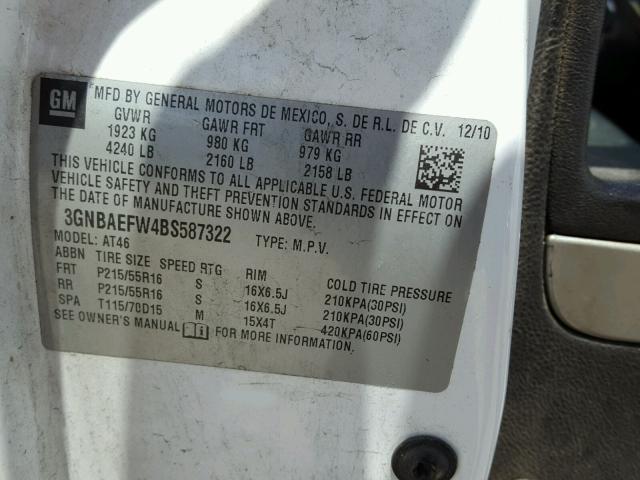 GM
MFD BY GENERAL MOTORS DE MEXICO, S. DE R.L. DE C.V. 12/10
GVWR GAWR FRT GAWR RR
1923 KG 980 KG 979 KG
4240 LB 2160 LB 2158 LB
THIS VEHICLE CONFORMS TO ALL APPLICABLE U.S. FEDERAL MOTOR
VEHICLE SAFETY AND THEFT PREVENTION STANDARDS IN EFFECT ON
THE DATE OF MANUFACTURE SHOWN ABOVE.
3GNBAEFW4BS587322 TYPE: M.P.V.
MODEL: AT46
ABBN TIRE SIZE SPEED RTG RIM COLD TIRE PRESSURE
FRT P215/55R16 S 16X6.5J 210KPA(30PSI)
RR P215/55R16 S 16X6.5J 210KPA(30PSI)
SPA T115/70D15 M 15X4T 420KPA(60PSI)
SEE OWNER'S MANUAL FOR MORE INFORMATION.